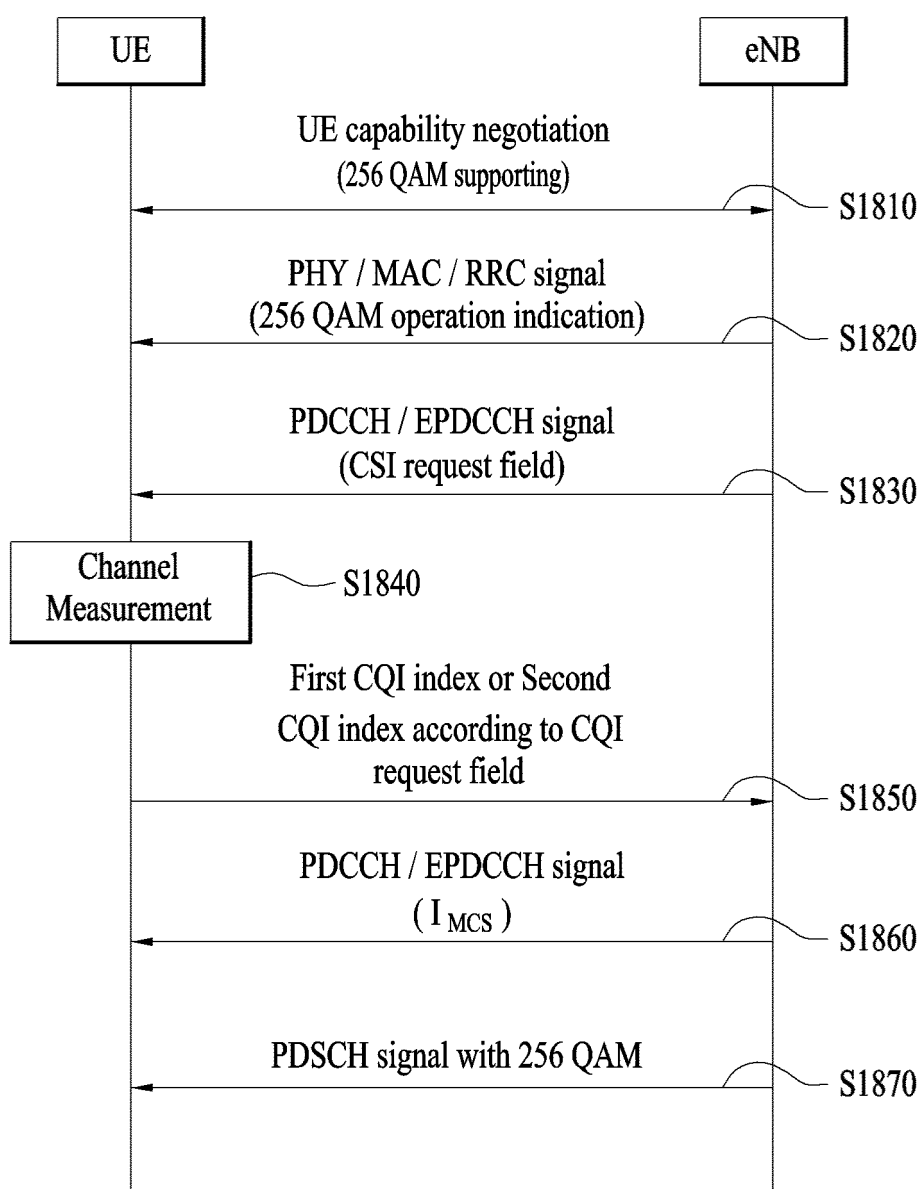 UE
eNB
UE capability negotiation
(256 QAM supporting)
S1810
PHY / MAC / RRC signal
(256 QAM operation indication)
S1820
PDCCH / EPDCCH signal
(CSI request field)
S1830
Channel
Measurement
S1840
First CQI index or Second
CQI index according to CQI
request field
S1850
PDCCH / EPDCCH signal
( I MCS )
S1860
PDSCH signal with 256 QAM
S1870